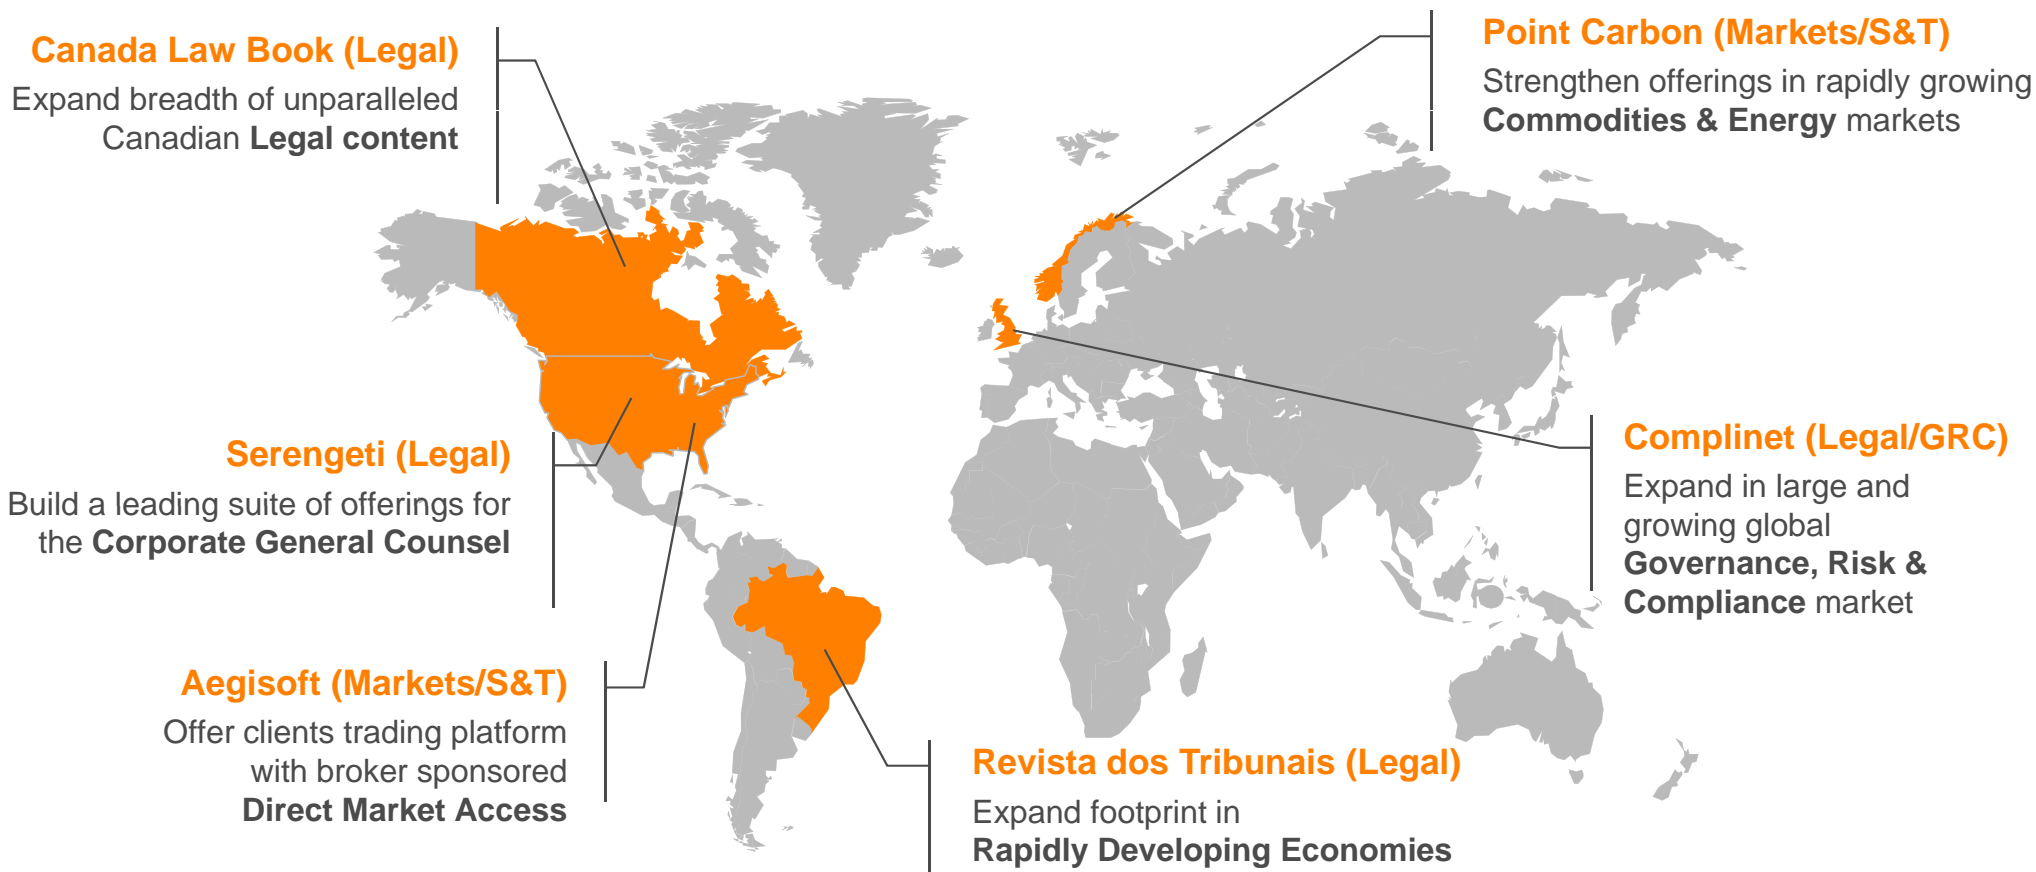 Canada Law Book (Legal)
Expand breadth of unparalleled
Canadian Legal content
Point Carbon (Markets/S&T)
Strengthen offerings in rapidly growing
Commodities & Energy markets
Serengeti (Legal)
Build a leading suite of offerings for
the Corporate General Counsel
Complinet (Legal/GRC)
Expand in large and
growing global
Governance, Risk &
Compliance market
Aegisoft (Markets/S&T)
Offer clients trading platform
with broker sponsored
Direct Market Access
Revista dos Tribunais (Legal)
Expand footprint in
Rapidly Developing Economies